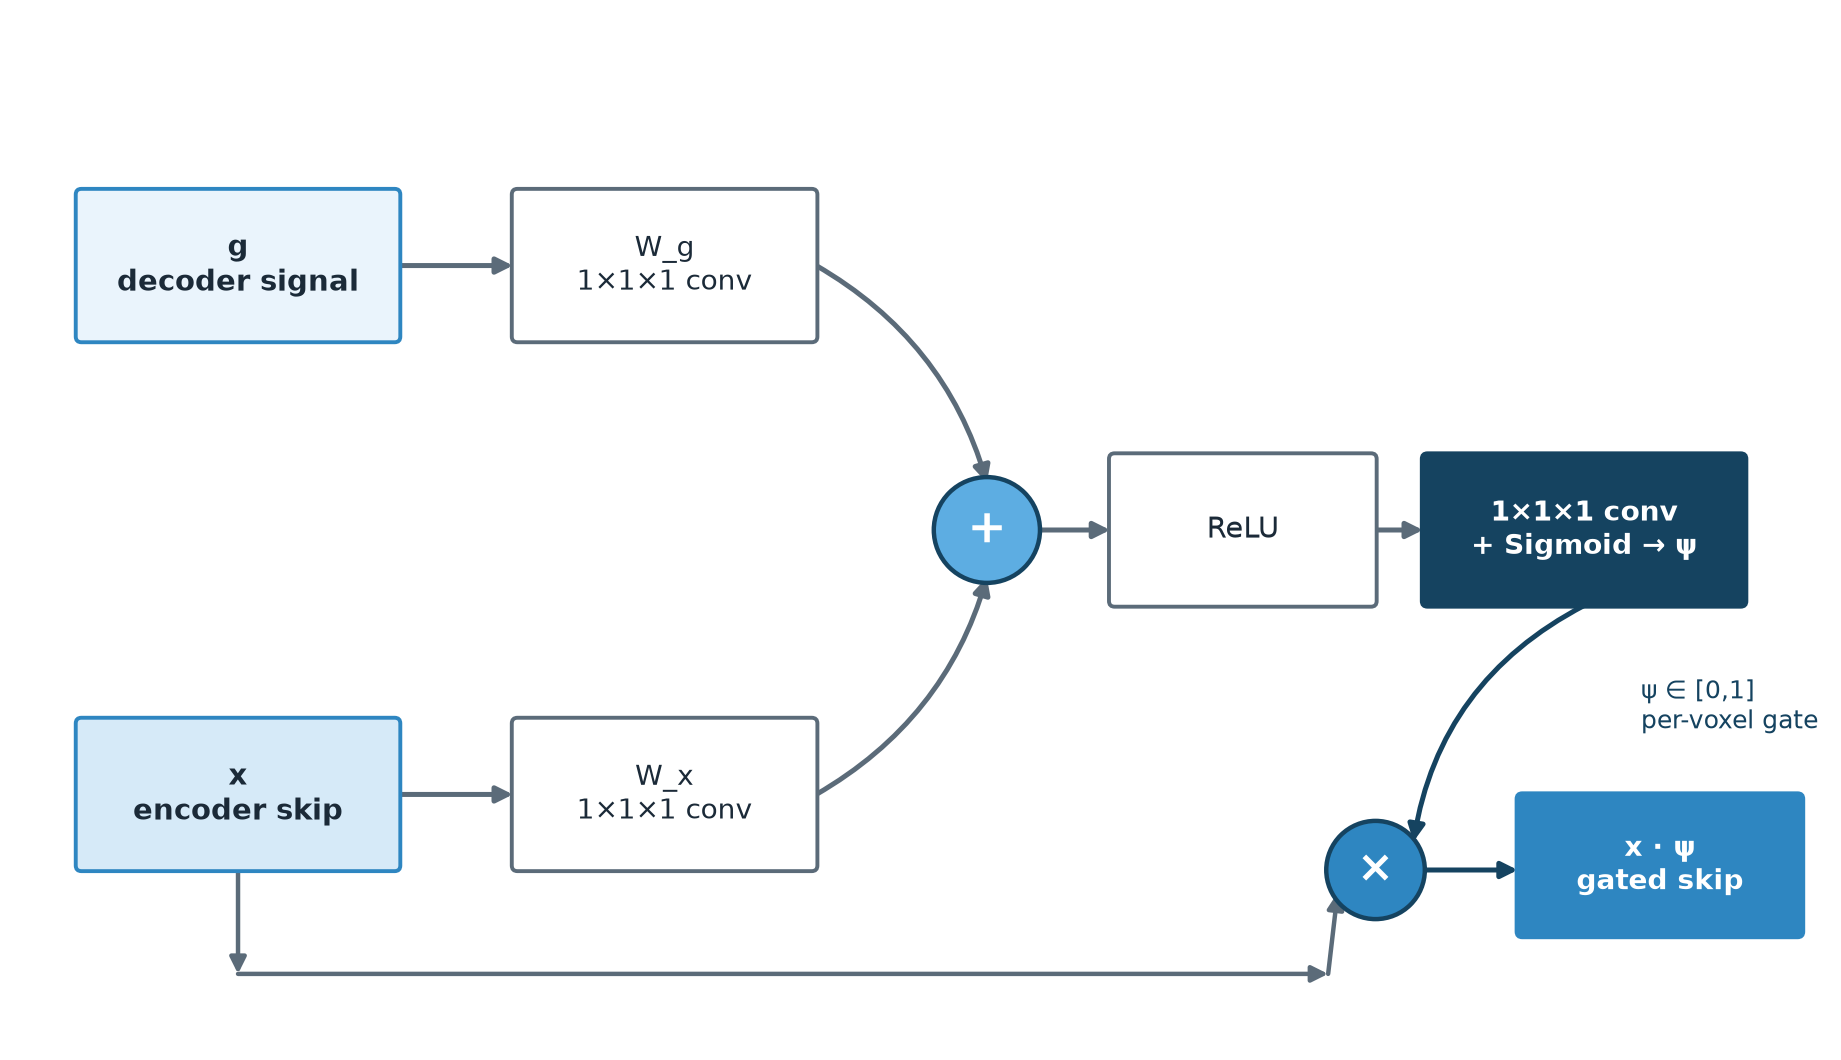 g
decoder signal
W_g
1×1×1 conv
+
ReLU
1×1×1 conv
+ Sigmoid → ψ
ψ ∈ [0,1]
per-voxel gate
x
encoder skip
W_x
1×1×1 conv
×
x · ψ
gated skip